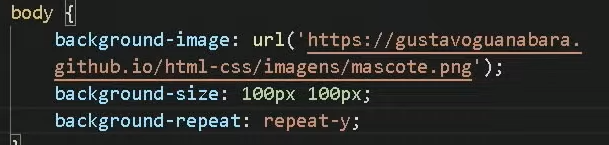 body {
background-image: url('https://gustavoguanabara.
github.io/html-css/imagens/mascote.png');
background-size: 100px 100px;
background-repeat: repeat-y;
}